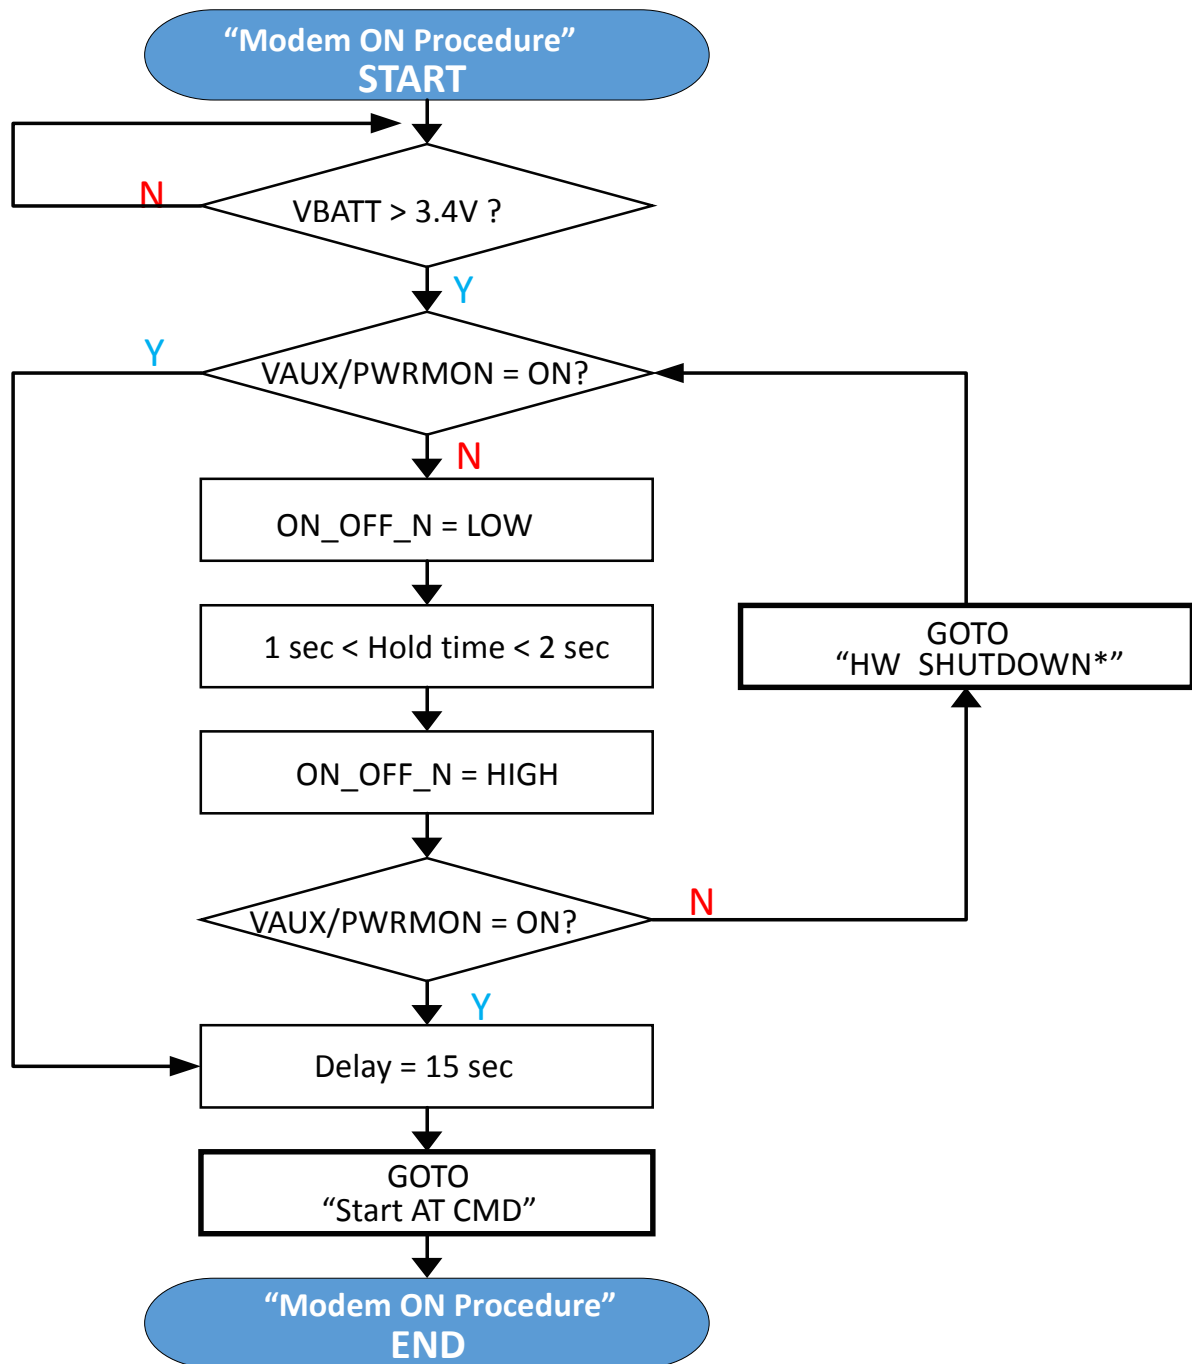 “Modem ON Procedure”
START
N
VBATT > 3.4V ?
Y
Y
VAUX/PWRMON = ON?
N
ON_OFF_N = LOW
1 sec < Hold time < 2 sec
GOTO
“HW  SHUTDOWN*”
ON_OFF_N = HIGH
VAUX/PWRMON = ON?
N
Y
Delay = 15 sec
GOTO
“Start AT CMD”
“Modem ON Procedure”
END